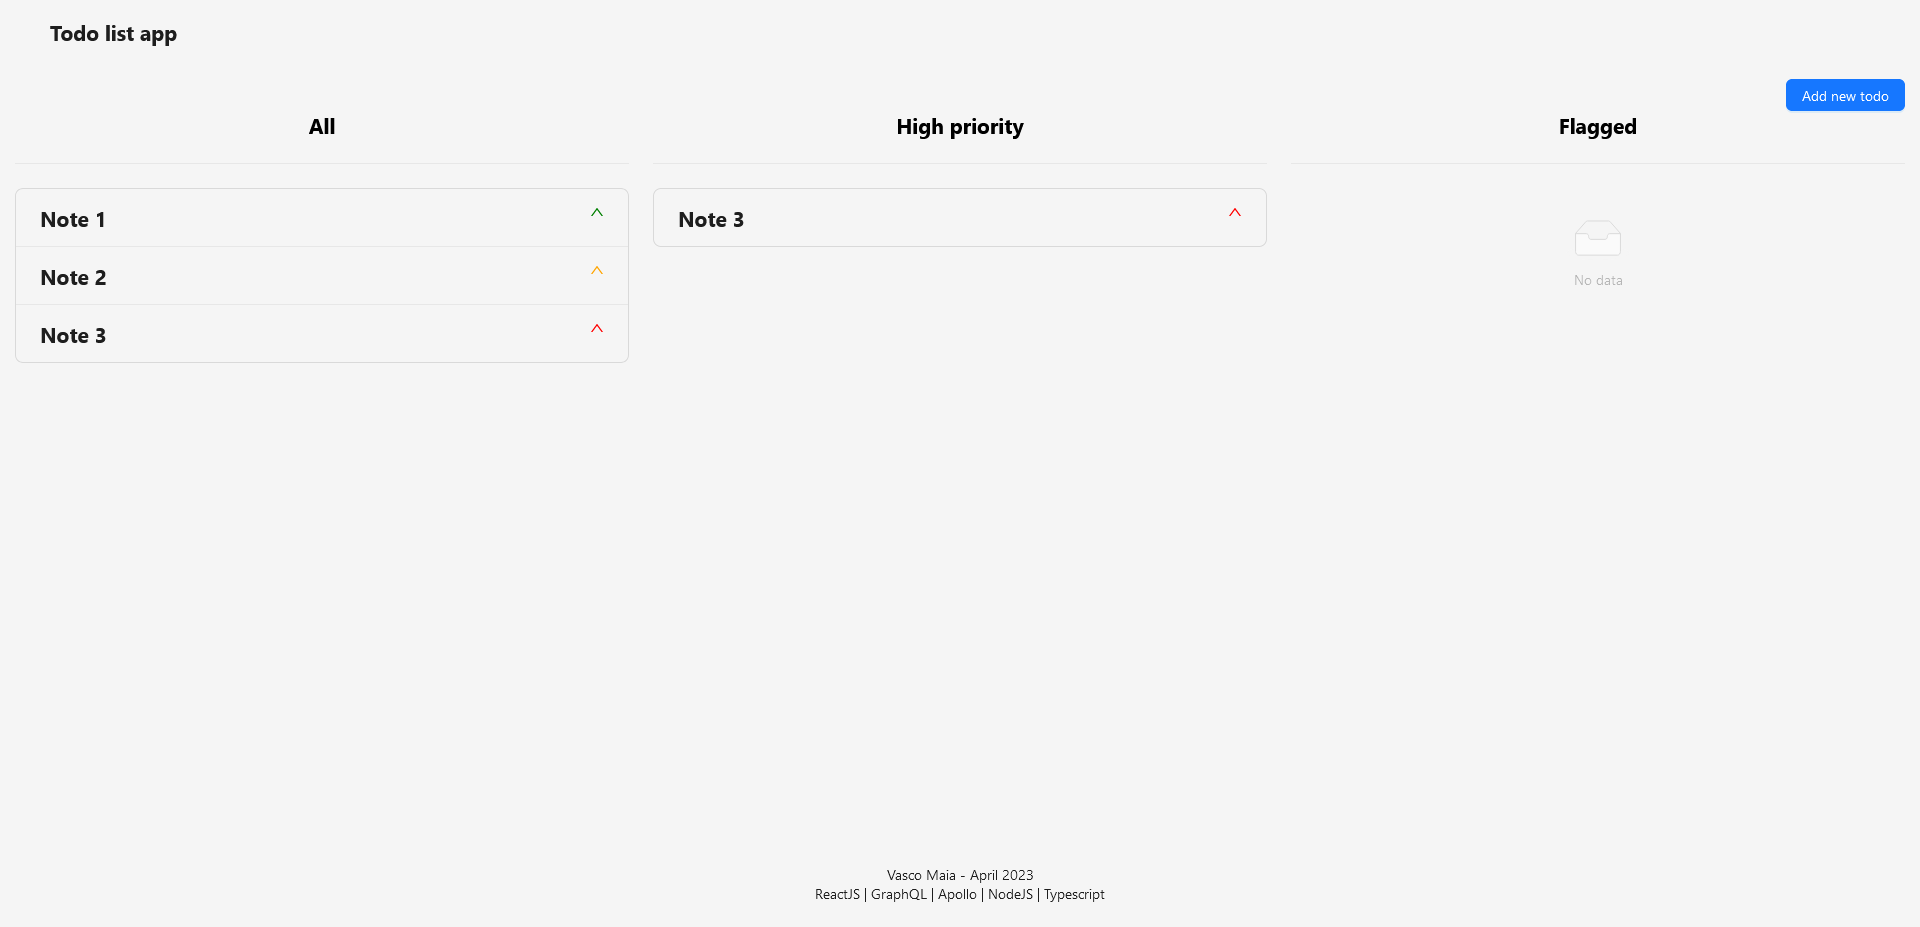 Todo list app
Add new todo
All
High priority
Flagged
Note 1
Note 2
Note 3
Note 3
No data
Vasco Maia - April 2023
ReactJS | GraphQL | Apollo | NodeJS | Typescript